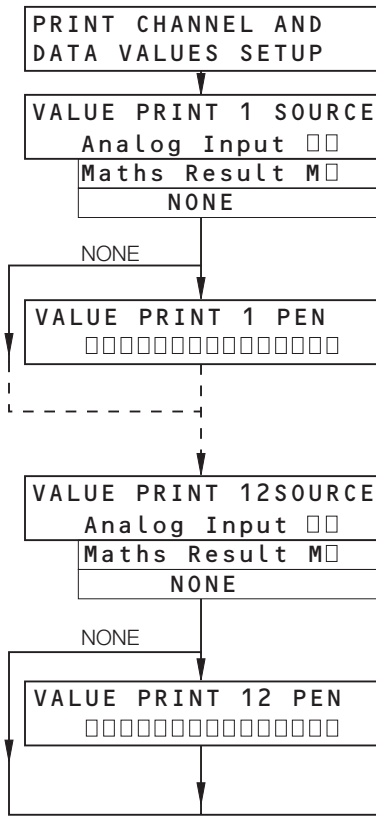 PRINT CHANNEL AND
DATA VALUES SETUP
VALUE PRINT 1 SOURCE
Analog Input □□
Maths Result M□
NONE
NONE
VALUE PRINT 1 PEN
□□□□□□□□□□□□□□□
VALUE PRINT 12SOURCE
Analog Input □□
Maths Result M□
NONE
NONE
VALUE PRINT 12 PEN
□□□□□□□□□□□□□□□